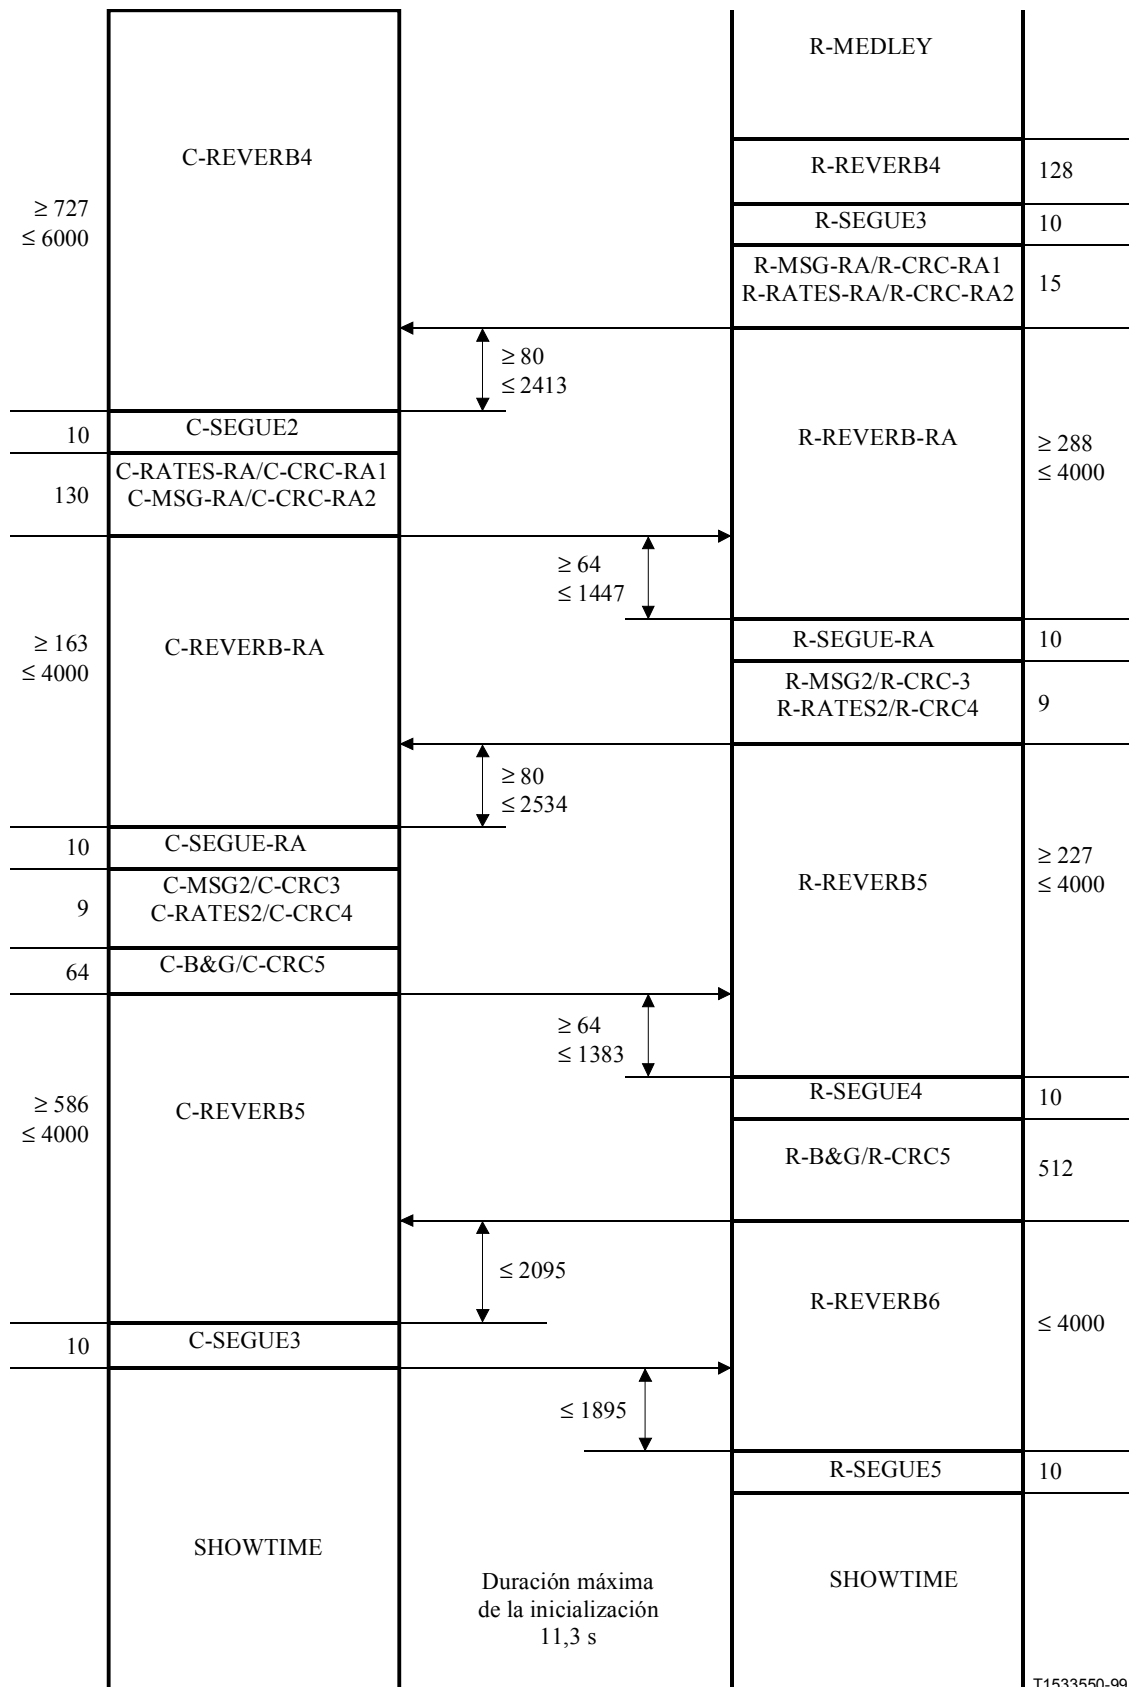 R-MEDLEY
C-REVERB4
R-REVERB4
128
≥ 727
≤ 6000
R-SEGUE3
10
R-MSG-RA/R-CRC-RA1
R-RATES-RA/R-CRC-RA2
15
≥ 80
≤ 2413
C-SEGUE2
10
R-REVERB-RA
≥ 288
≤ 4000
C-RATES-RA/C-CRC-RA1
C-MSG-RA/C-CRC-RA2
130
≥ 64
≤ 1447
≥ 163
≤ 4000
C-REVERB-RA
R-SEGUE-RA
10
R-MSG2/R-CRC-3
R-RATES2/R-CRC4
9
≥ 80
≤ 2534
10
C-SEGUE-RA
≥ 227
≤ 4000
R-REVERB5
C-MSG2/C-CRC3
C-RATES2/C-CRC4
9
C-B&G/C-CRC5
64
≥ 64
≤ 1383
≥ 586
≤ 4000
C-REVERB5
R-SEGUE4
10
R-B&G/R-CRC5
512
≤ 2095
R-REVERB6
≤ 4000
10
C-SEGUE3
≤ 1895
R-SEGUE5
10
SHOWTIME
Duración máxima
de la inicialización
11,3 s
SHOWTIME
T1533550-99